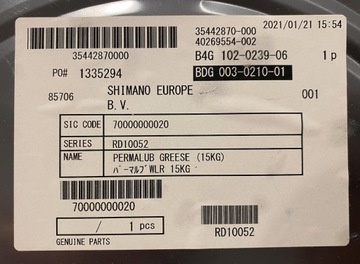 35442870-000 2021/01/21 15:54
40269554-002
35442870000 B4G 102-0239-06 1 p
PO# 1335294 BDG 003-0210-01
85706 SHIMANO EUROPE 001
B. V.
SIC CODE 70000000020
SERIES RD10052
NAME PERMALUB GREESE (15KG)
パーマルブWLR 15KG
70000000020
/ 1 pcs
GENUINE PARTS RD10052